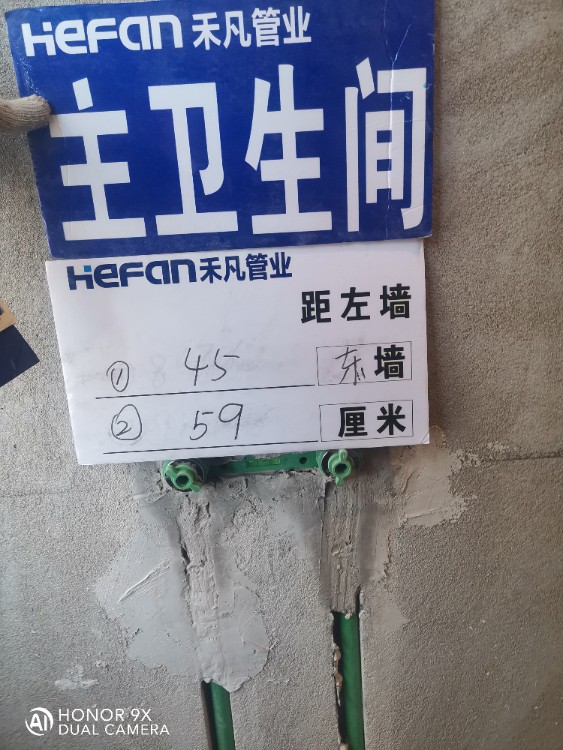 HeFan 禾凡管业
主卫生间
HeFan 禾凡管业
距左墙
① 45 东墙
② 59 厘米
AI HONOR 9X
DUAL CAMERA